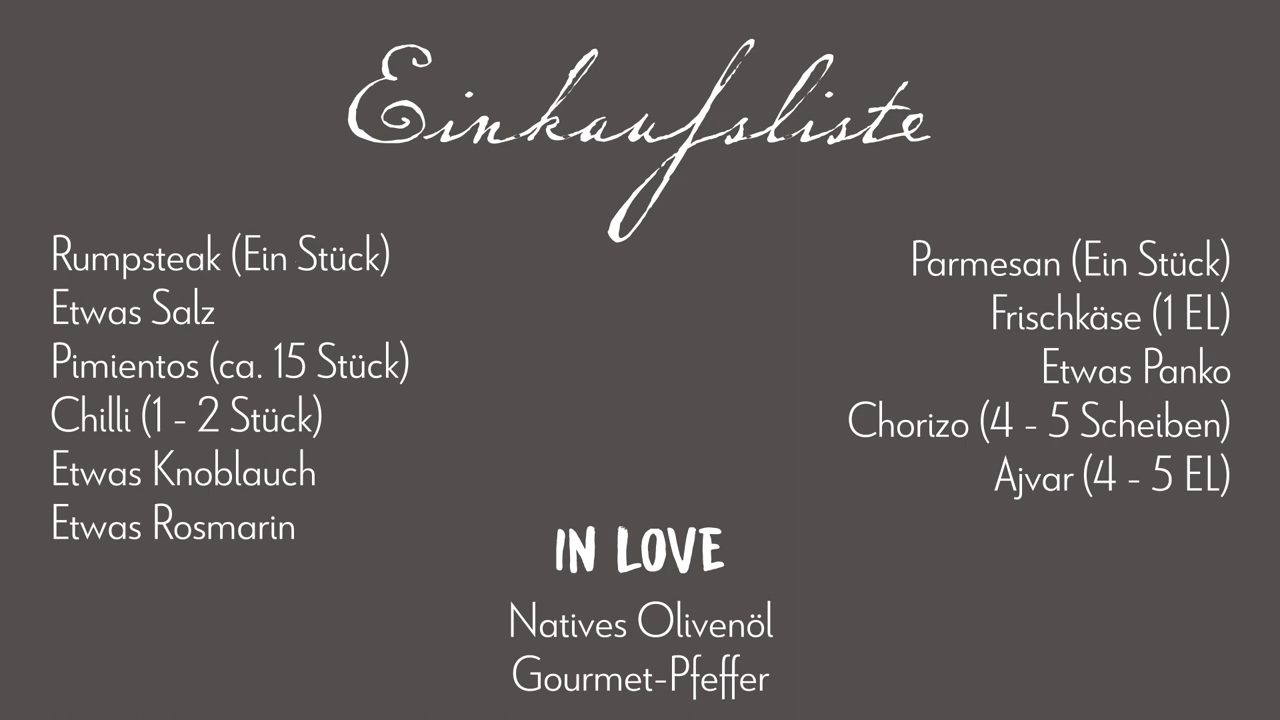 Einkaufsliste
Rumpsteak (Ein Stück)
Etwas Salz
Pimientos (ca. 15 Stück)
Chilli (1 - 2 Stück)
Etwas Knoblauch
Etwas Rosmarin
Parmesan (Ein Stück)
Frischkäse (1 EL)
Etwas Panko
Chorizo (4 - 5 Scheiben)
Ajvar (4 - 5 EL)
IN LOVE
Natives Olivenöl
Gourmet-Pfeffer